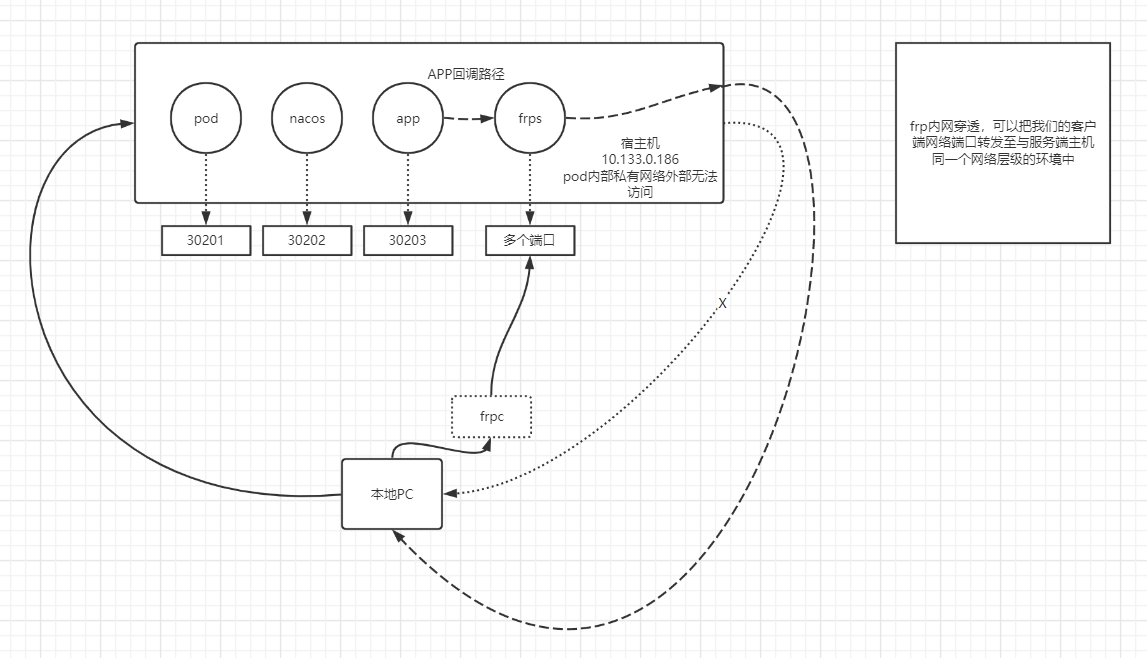 APP回调路径
pod
nacos
app
frps
宿主机
10.133.0.186
pod内部私有网络外部无法
访问
30201
30202
30203
多个端口
X
frpc
本地PC
frp内网穿透，可以把我们的客户
端网络端口转发至与服务端主机
同一个网络层级的环境中